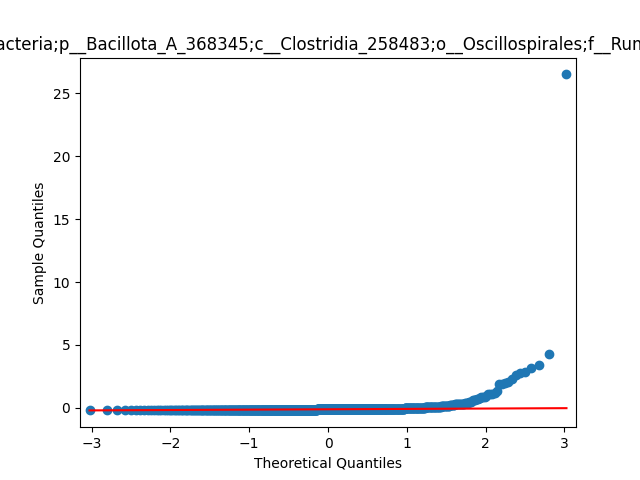 acteria;p__Bacillota_A_368345;c__Clostridia_258483;o__Oscillospirales;f__Rum
25
20
15
10
5
0
Sample Quantiles
−3 −2 −1 0 1 2 3
Theoretical Quantiles